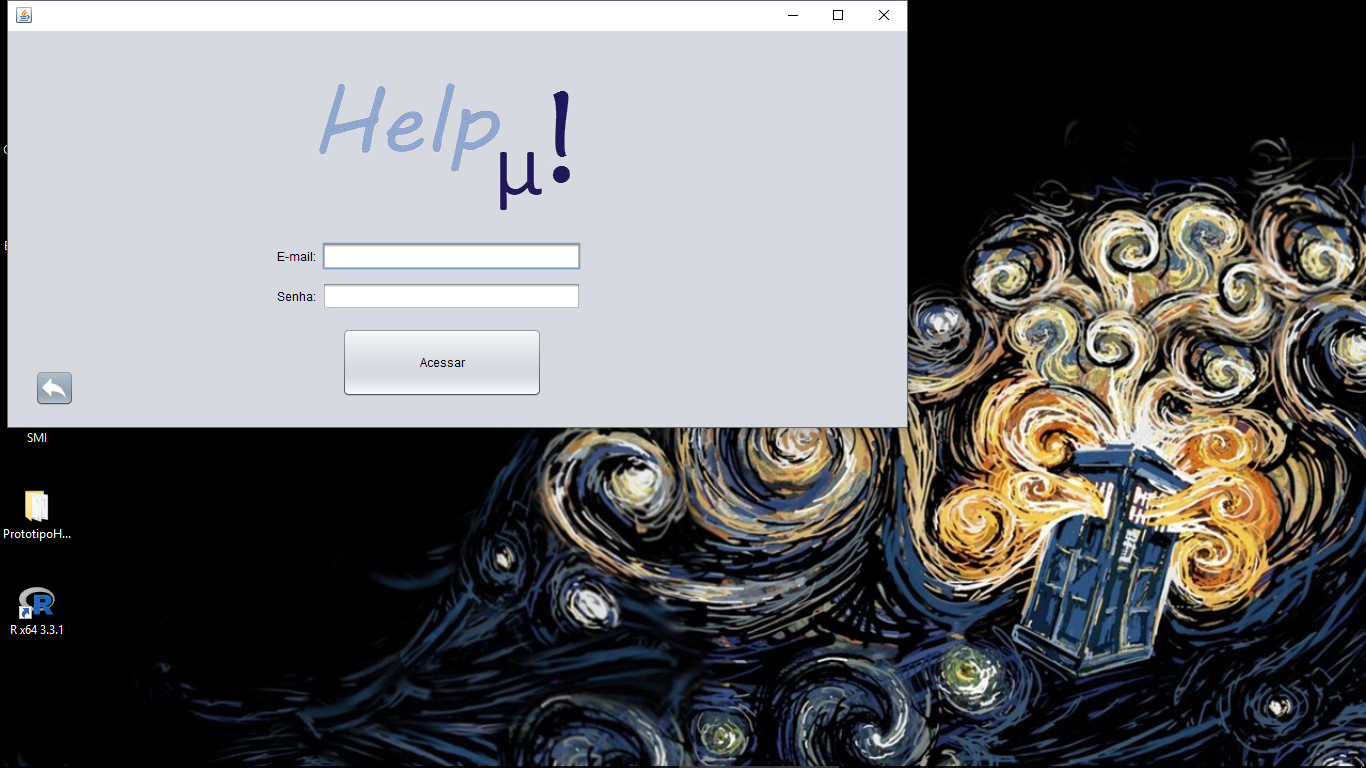 Help μ!
E-mail:
Senha:
Acessar
SMI
PrototipoH...
R x64 3.3.1